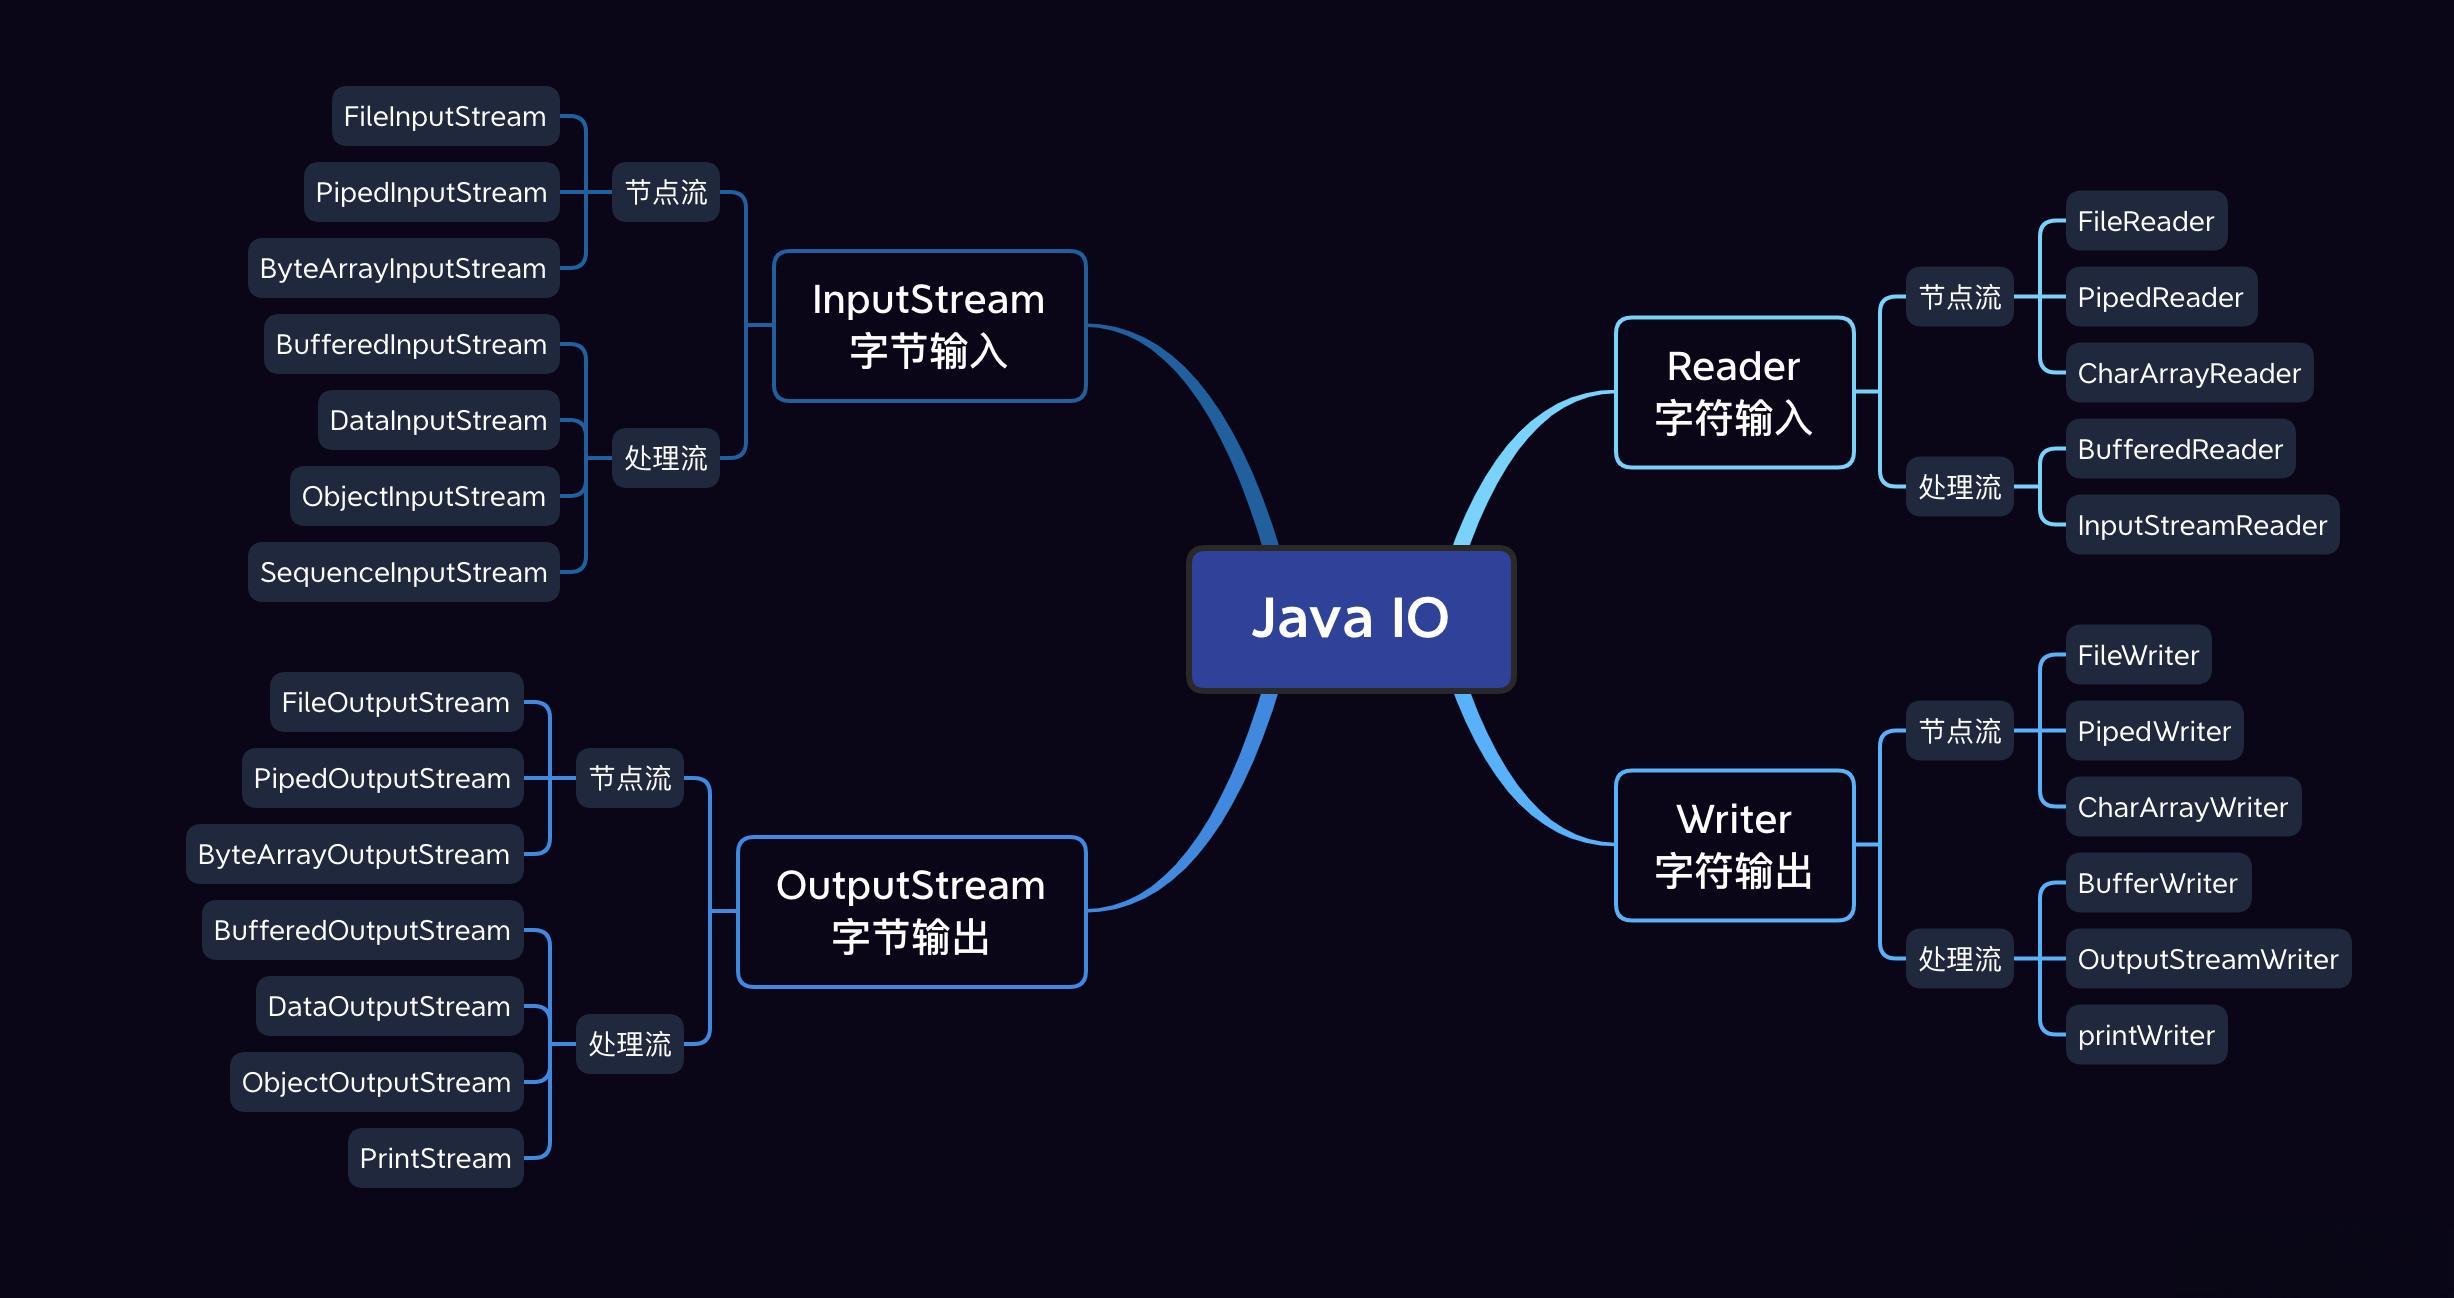 Java IO
InputStream
字节输入
节点流
FileInputStream
PipedInputStream
ByteArrayInputStream
处理流
BufferedInputStream
DataInputStream
ObjectInputStream
SequenceInputStream
OutputStream
字节输出
节点流
FileOutputStream
PipedOutputStream
ByteArrayOutputStream
处理流
BufferedOutputStream
DataOutputStream
ObjectOutputStream
PrintStream
Reader
字符输入
节点流
FileReader
PipedReader
CharArrayReader
处理流
BufferedReader
InputStreamReader
Writer
字符输出
节点流
FileWriter
PipedWriter
CharArrayWriter
处理流
BufferWriter
OutputStreamWriter
printWriter